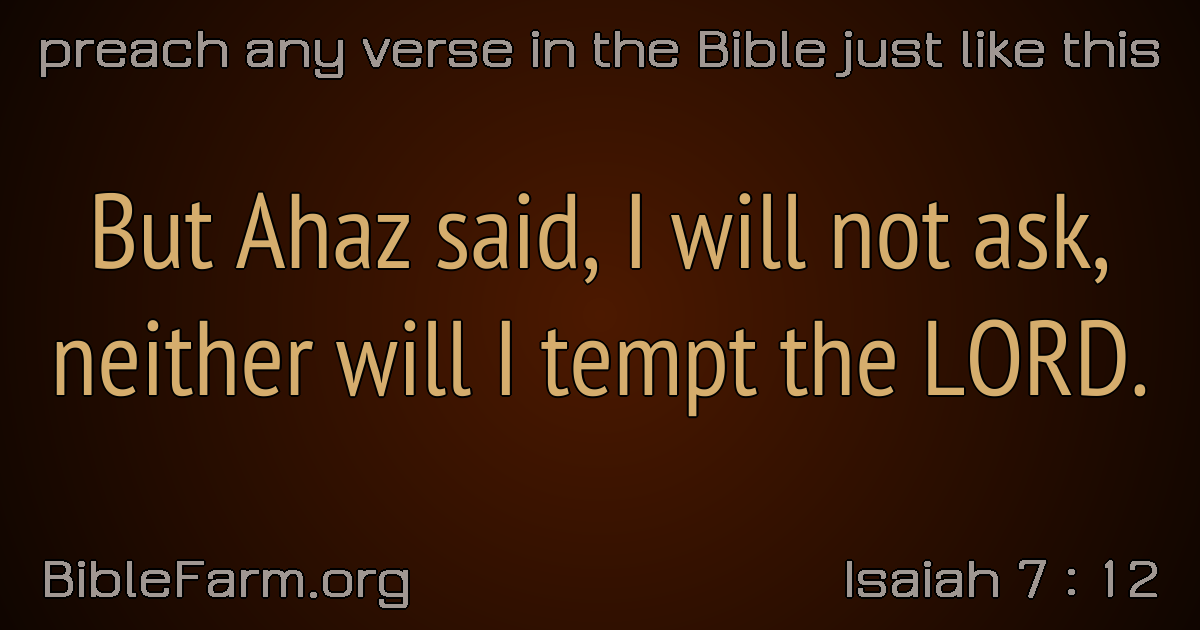 preach any verse in the Bible just like this
But Ahaz said, I will not ask,
neither will I tempt the LORD.
BibleFarm.org
Isaiah 7 : 12